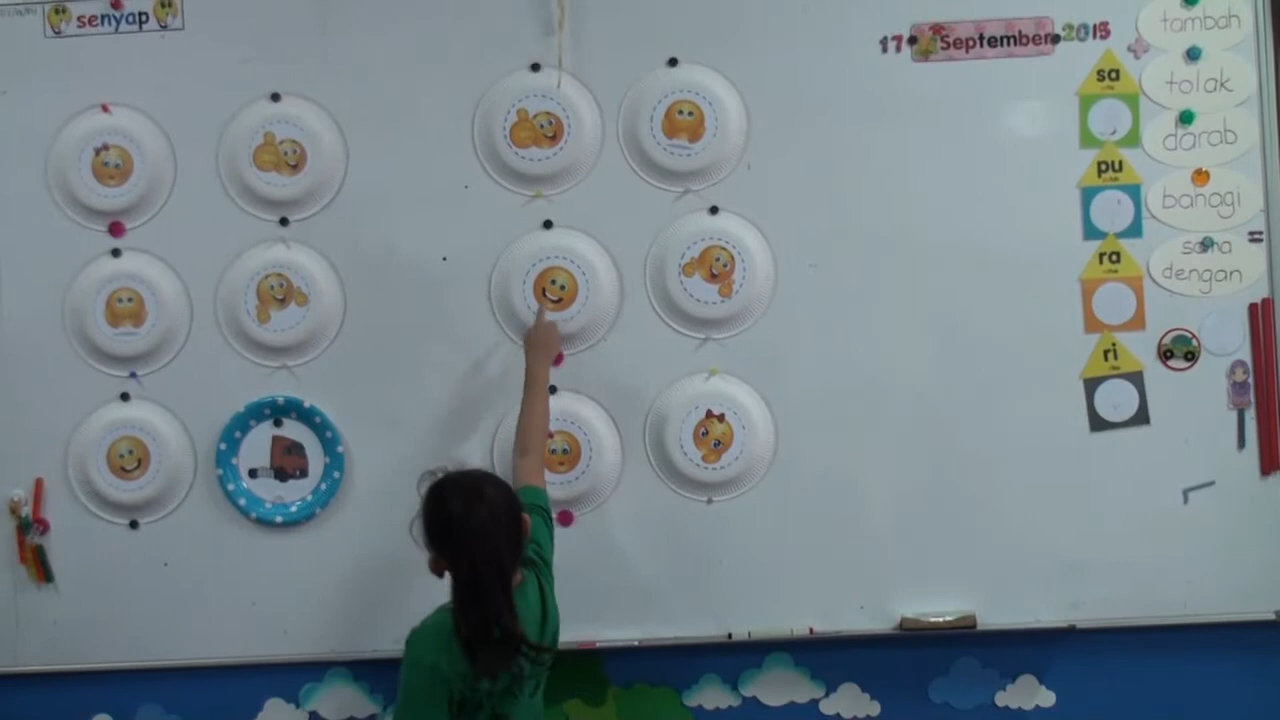 senyap
17 September 2015
tambah
tolak
darab
bahagi
sama
dengan
sa
pu
ra
ri